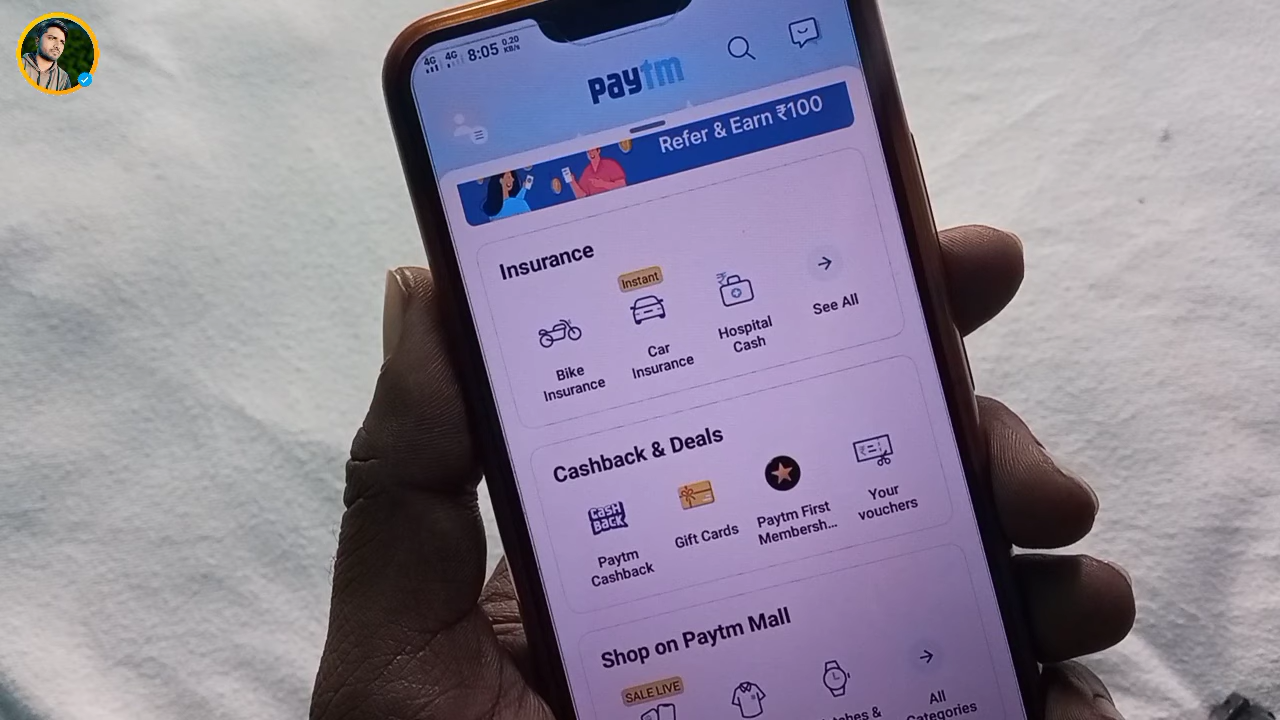 4G 4G 8:05 0.20 KB/s
paytm
Refer & Earn ₹100
Insurance
Instant
Bike Insurance
Car Insurance
Hospital Cash
See All
Cashback & Deals
CASH BACK
Paytm Cashback
Gift Cards
Paytm First Membersh...
Your vouchers
Shop on Paytm Mall
SALE LIVE
&
All Categories